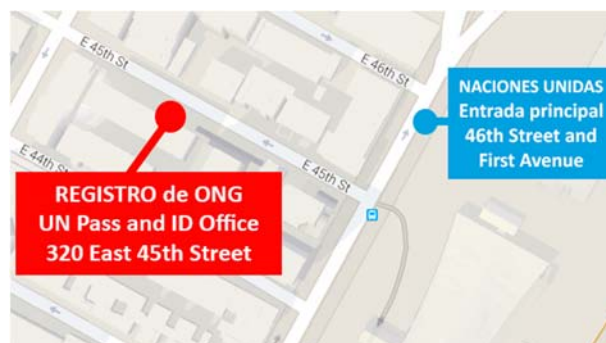 E 45th St
E 46th St
NACIONES UNIDAS
Entrada principal
46th Street and
First Avenue
E 44th St
E 45th St
REGISTRO de ONG
UN Pass and ID Office
320 East 45th Street